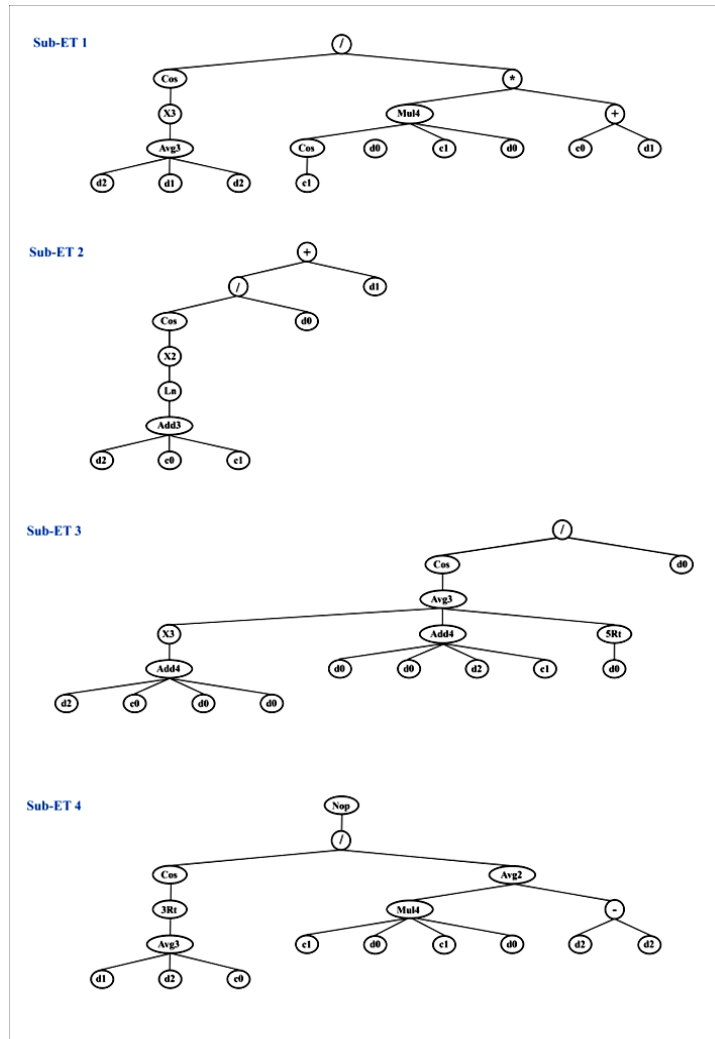 Sub-ET 1
/
Cos *
X3 Mul4 +
Avg3 Cos d0 c1 d0 c0 d1
d2 d1 d2 c1
Sub-ET 2
+
/ d1
Cos d0
X2
Ln
Add3
d2 c0 c1
Sub-ET 3
/
Cos d0
Avg3
X3 Add4 5Rt
Add4 d0 d0 d2 c1 d0
d2 c0 d0 d0
Sub-ET 4
Nop
/
Cos Avg2
3Rt Mul4 -
Avg3 c1 d0 c1 d0 d2 d2
d1 d2 c0